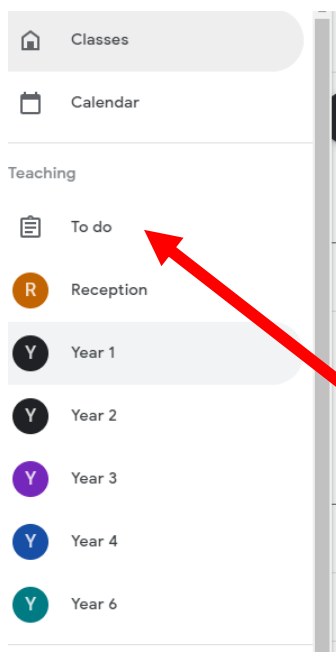 Classes
Calendar
Teaching
To do
R Reception
Y Year 1
Y Year 2
Y Year 3
Y Year 4
Y Year 6